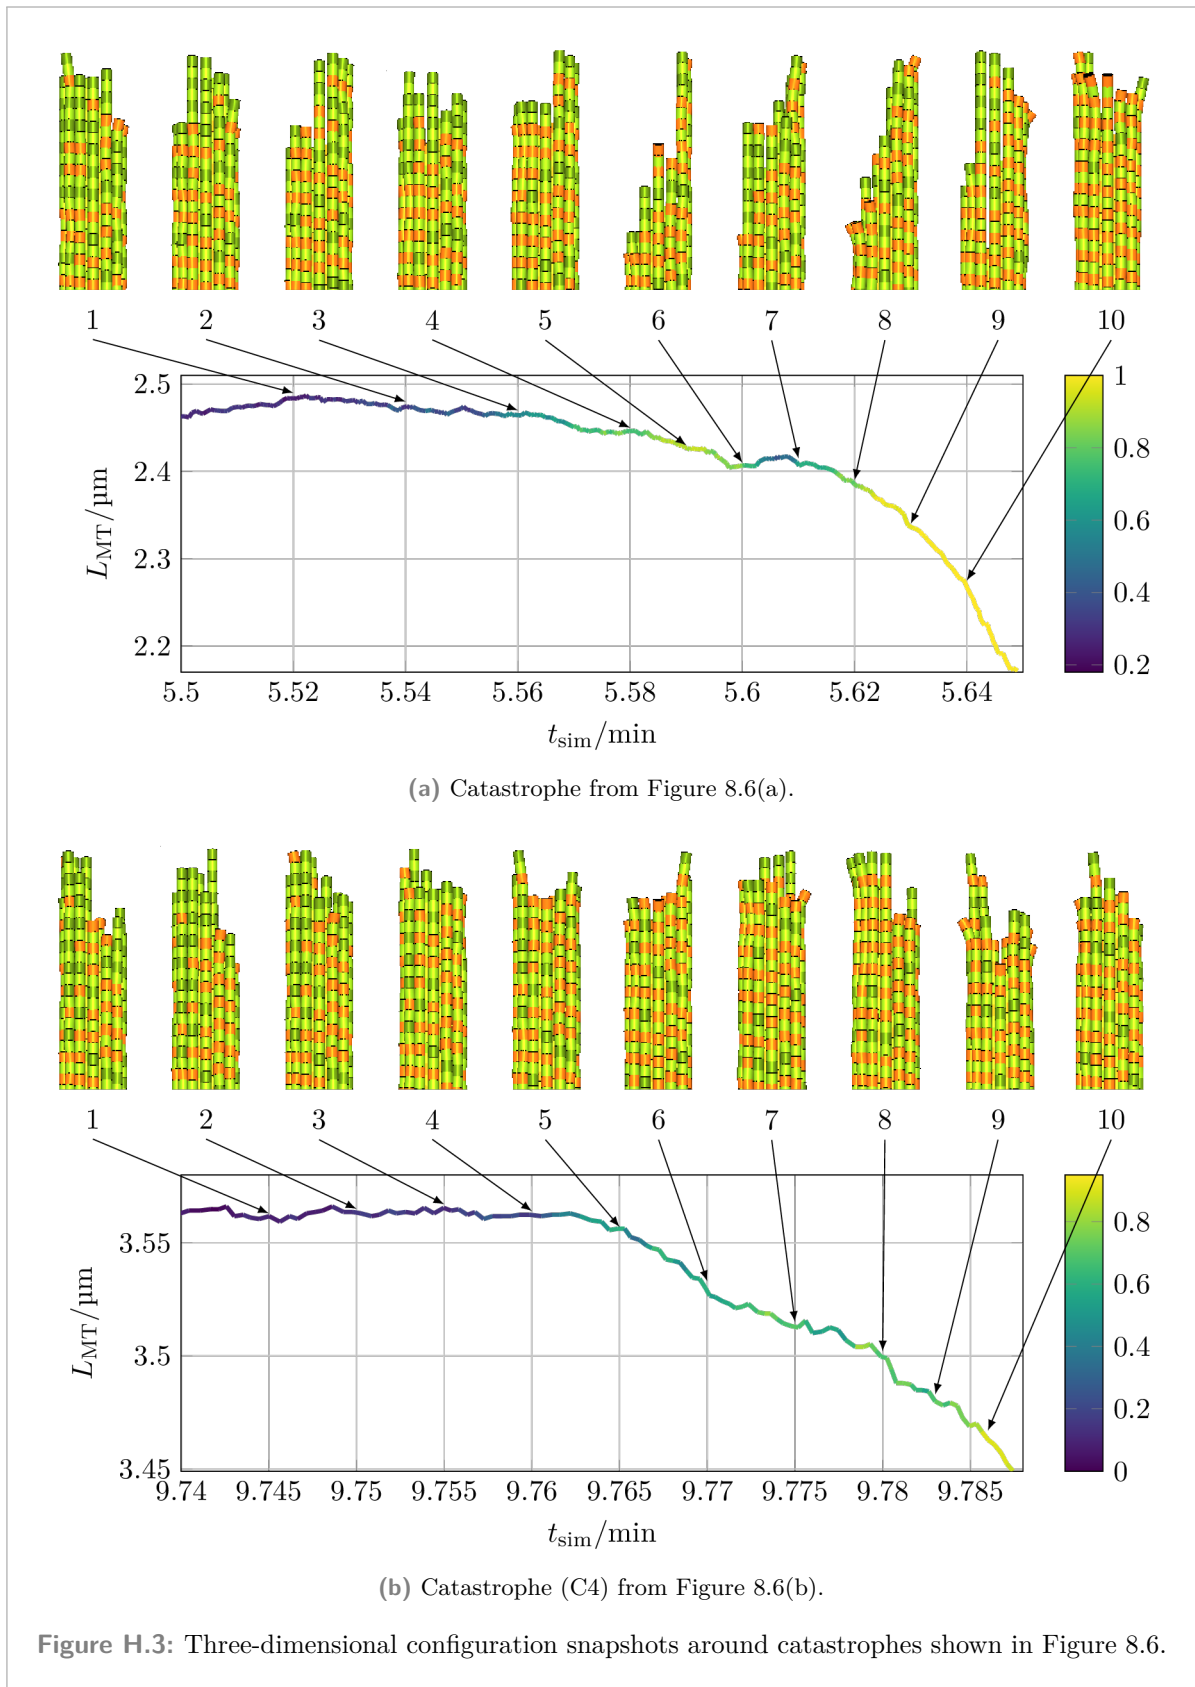 1 2 3 4 5 6 7 8 9 10
2.5
2.4
2.3
2.2
L_MT/µm
5.5 5.52 5.54 5.56 5.58 5.6 5.62 5.64
t_sim/min
1
0.8
0.6
0.4
0.2
(a) Catastrophe from Figure 8.6(a).
1 2 3 4 5 6 7 8 9 10
3.55
3.5
3.45
L_MT/µm
9.74 9.745 9.75 9.755 9.76 9.765 9.77 9.775 9.78 9.785
t_sim/min
0.8
0.6
0.4
0.2
0
(b) Catastrophe (C4) from Figure 8.6(b).
Figure H.3: Three-dimensional configuration snapshots around catastrophes shown in Figure 8.6.